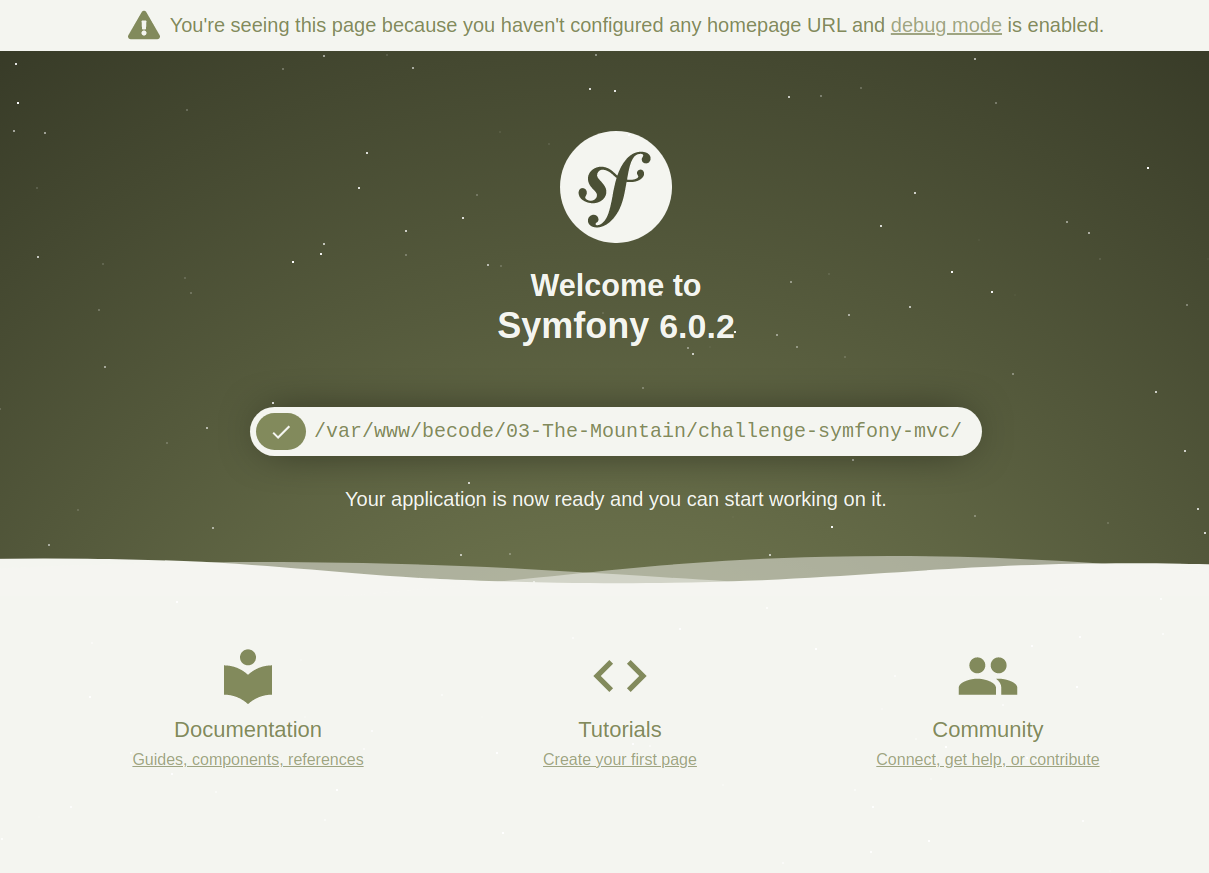 You're seeing this page because you haven't configured any homepage URL and debug mode is enabled.
sf
Welcome to
Symfony 6.0.2
/var/www/becode/03-The-Mountain/challenge-symfony-mvc/
Your application is now ready and you can start working on it.
Documentation
Guides, components, references
Tutorials
Create your first page
Community
Connect, get help, or contribute